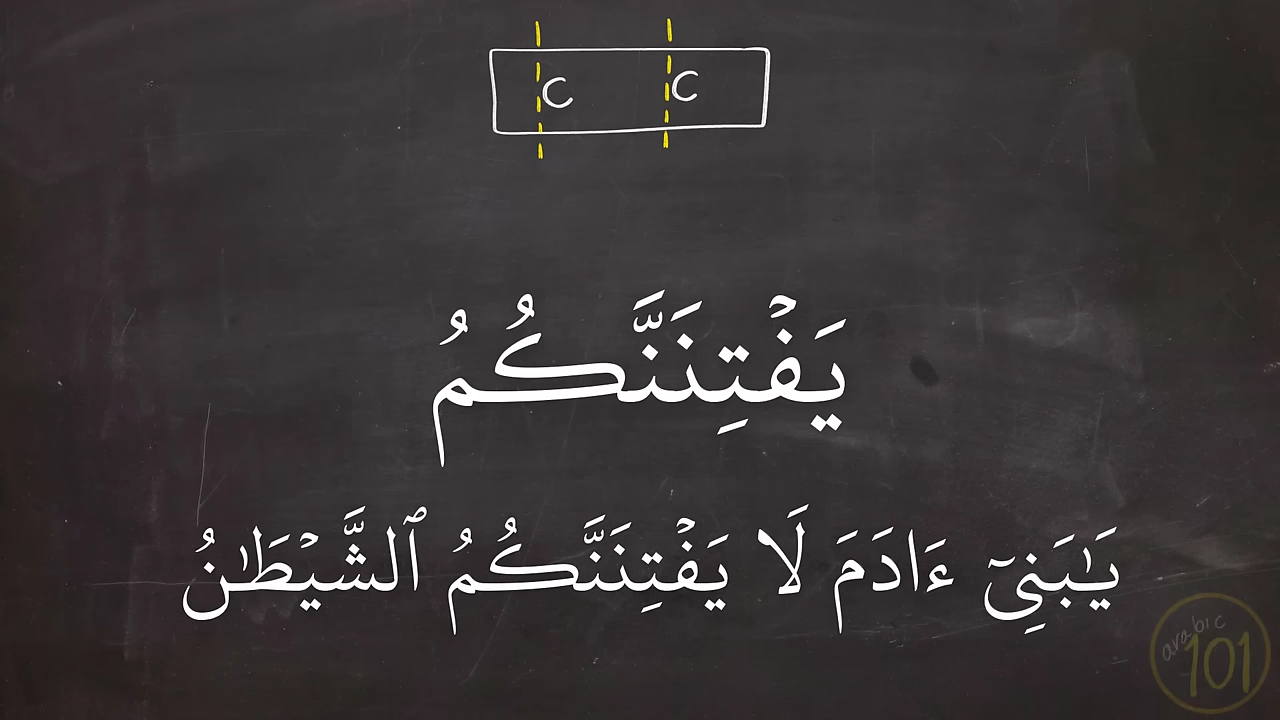 C C
يَفۡتِنَنَّكُمُ
يَـٰبَنِيٓ ءَادَمَ لَا يَفۡتِنَنَّكُمُ ٱلشَّيۡطَـٰنُ
arabic
101